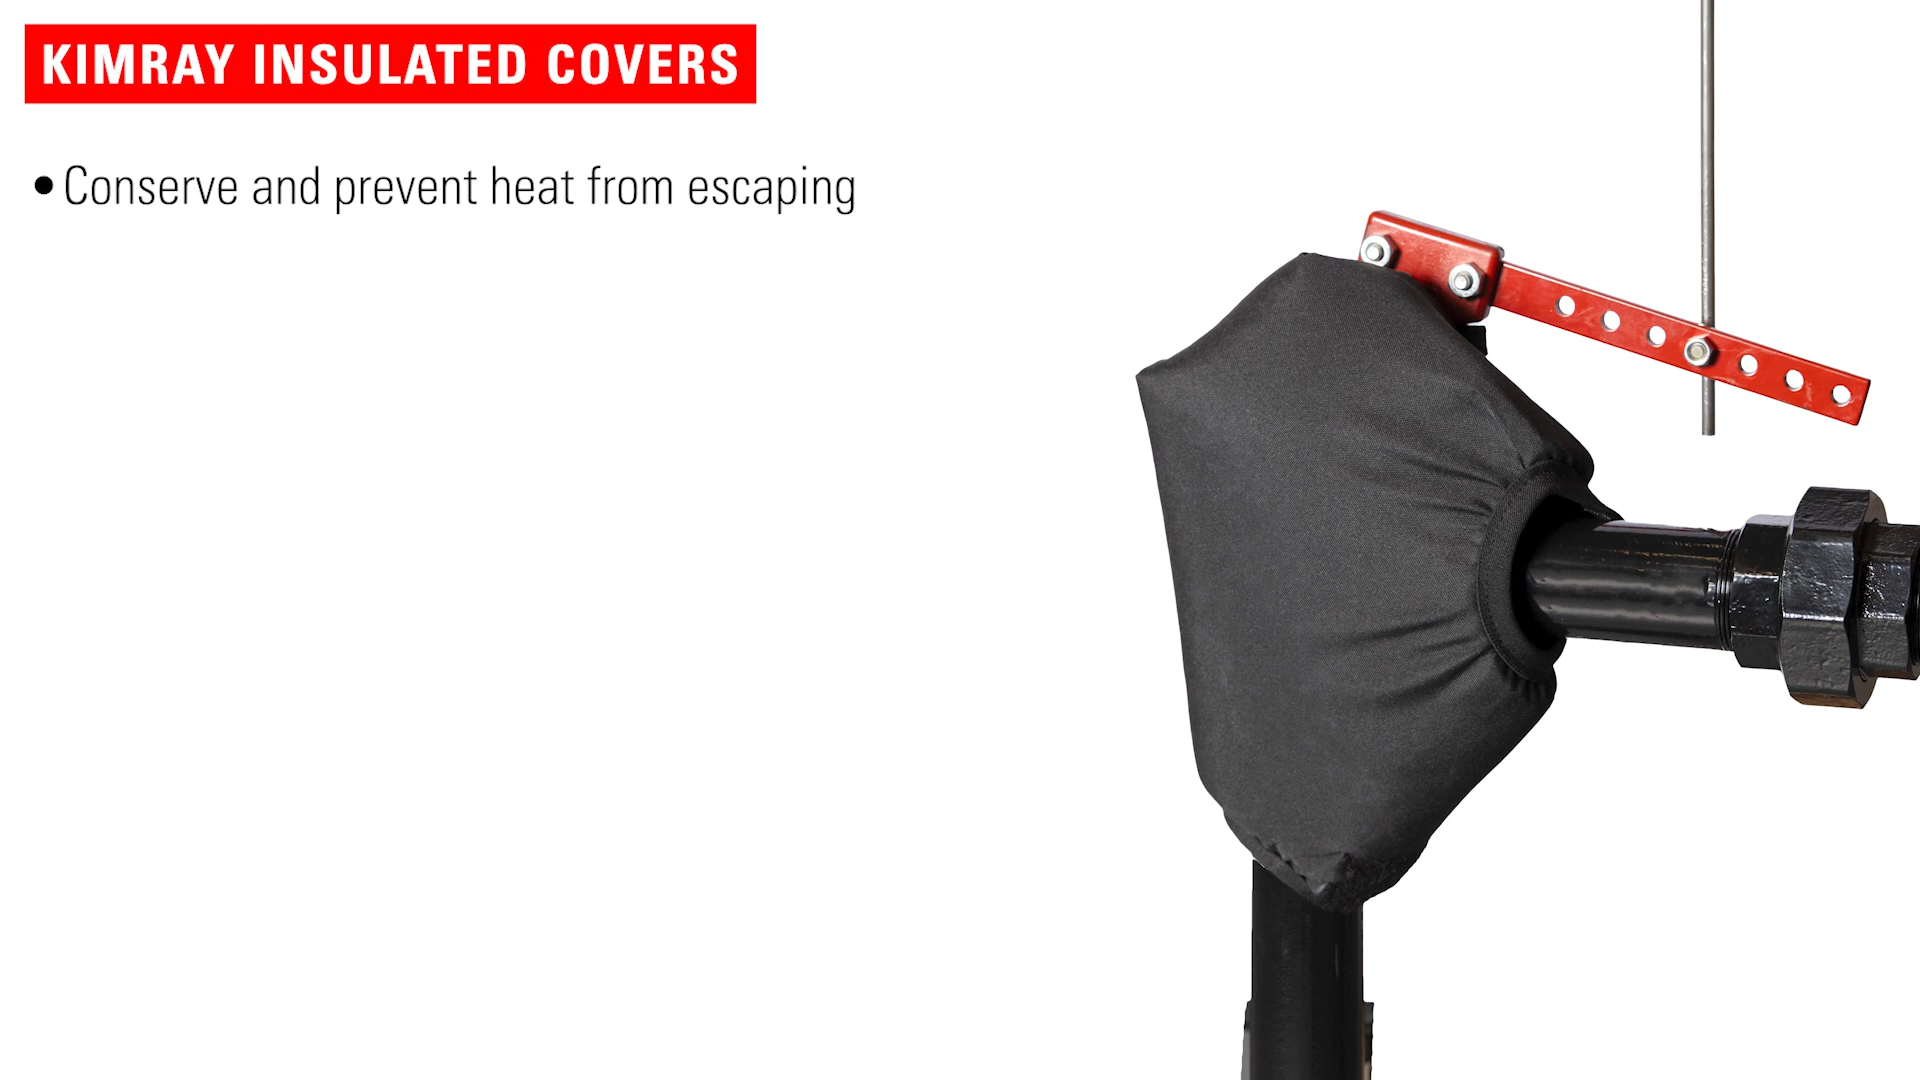 KIMRAY INSULATED COVERS
• Conserve and prevent heat from escaping